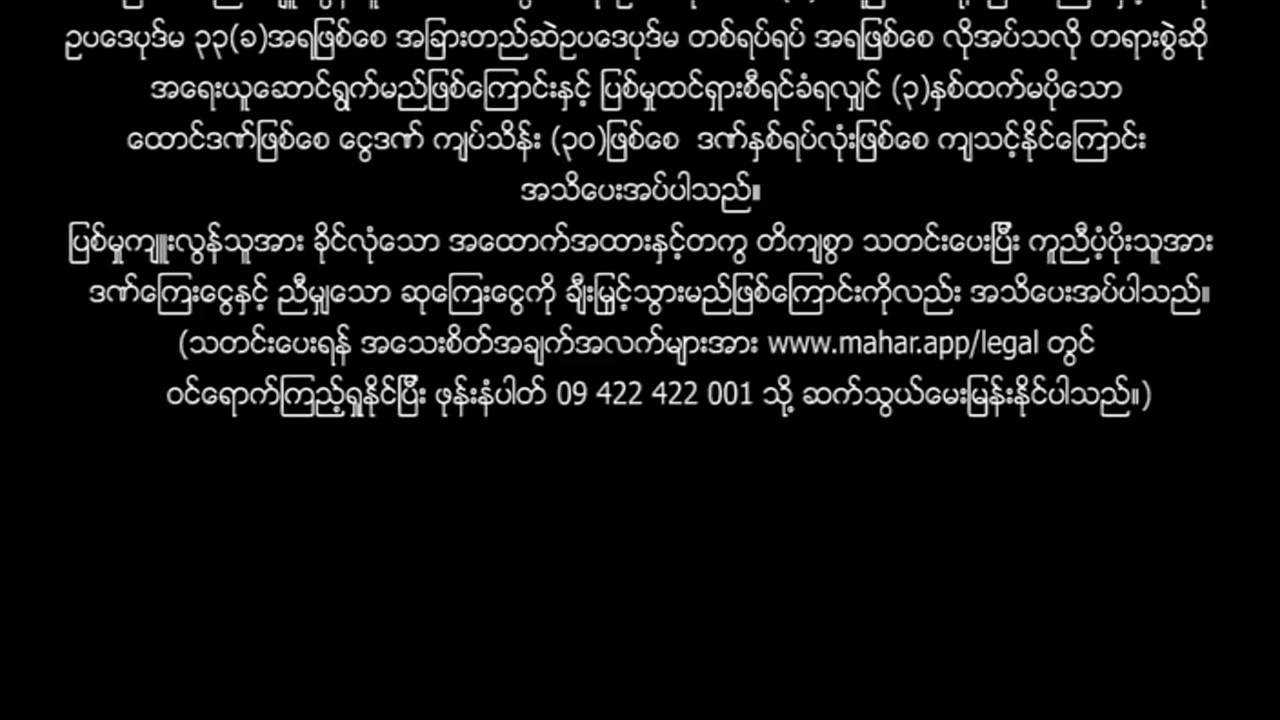 ဥပဒေပုဒ်မ ၃၃(ခ)အရဖြစ်စေ အခြားတည်ဆဲဥပဒေပုဒ်မ တစ်ရပ်ရပ် အရဖြစ်စေ လိုအပ်သလို တရားစွဲဆို
အရေးယူဆောင်ရွက်မည်ဖြစ်ကြောင်းနှင့် ပြစ်မှုထင်ရှားစီရင်ခံရလျှင် (၃)နှစ်ထက်မပိုသော
ထောင်ဒဏ်ဖြစ်စေ ငွေဒဏ် ကျပ်သိန်း (၃၀)ဖြစ်စေ ဒဏ်နှစ်ရပ်လုံးဖြစ်စေ ကျသင့်နိုင်ကြောင်း
အသိပေးအပ်ပါသည်။
ပြစ်မှုကျူးလွန်သူအား ခိုင်လုံသော အထောက်အထားနှင့်တကွ တိကျစွာ သတင်းပေးပြီး ကူညီပံ့ပိုးသူအား
ဒဏ်ကြေးငွေနှင့် ညီမျှသော ဆုကြေးငွေကို ချီးမြှင့်သွားမည်ဖြစ်ကြောင်းကိုလည်း အသိပေးအပ်ပါသည်။
(သတင်းပေးရန် အသေးစိတ်အချက်အလက်များအား www.mahar.app/legal တွင်
ဝင်ရောက်ကြည့်ရှုနိုင်ပြီး ဖုန်းနံပါတ် 09 422 422 001 သို့ ဆက်သွယ်မေးမြန်းနိုင်ပါသည်။)